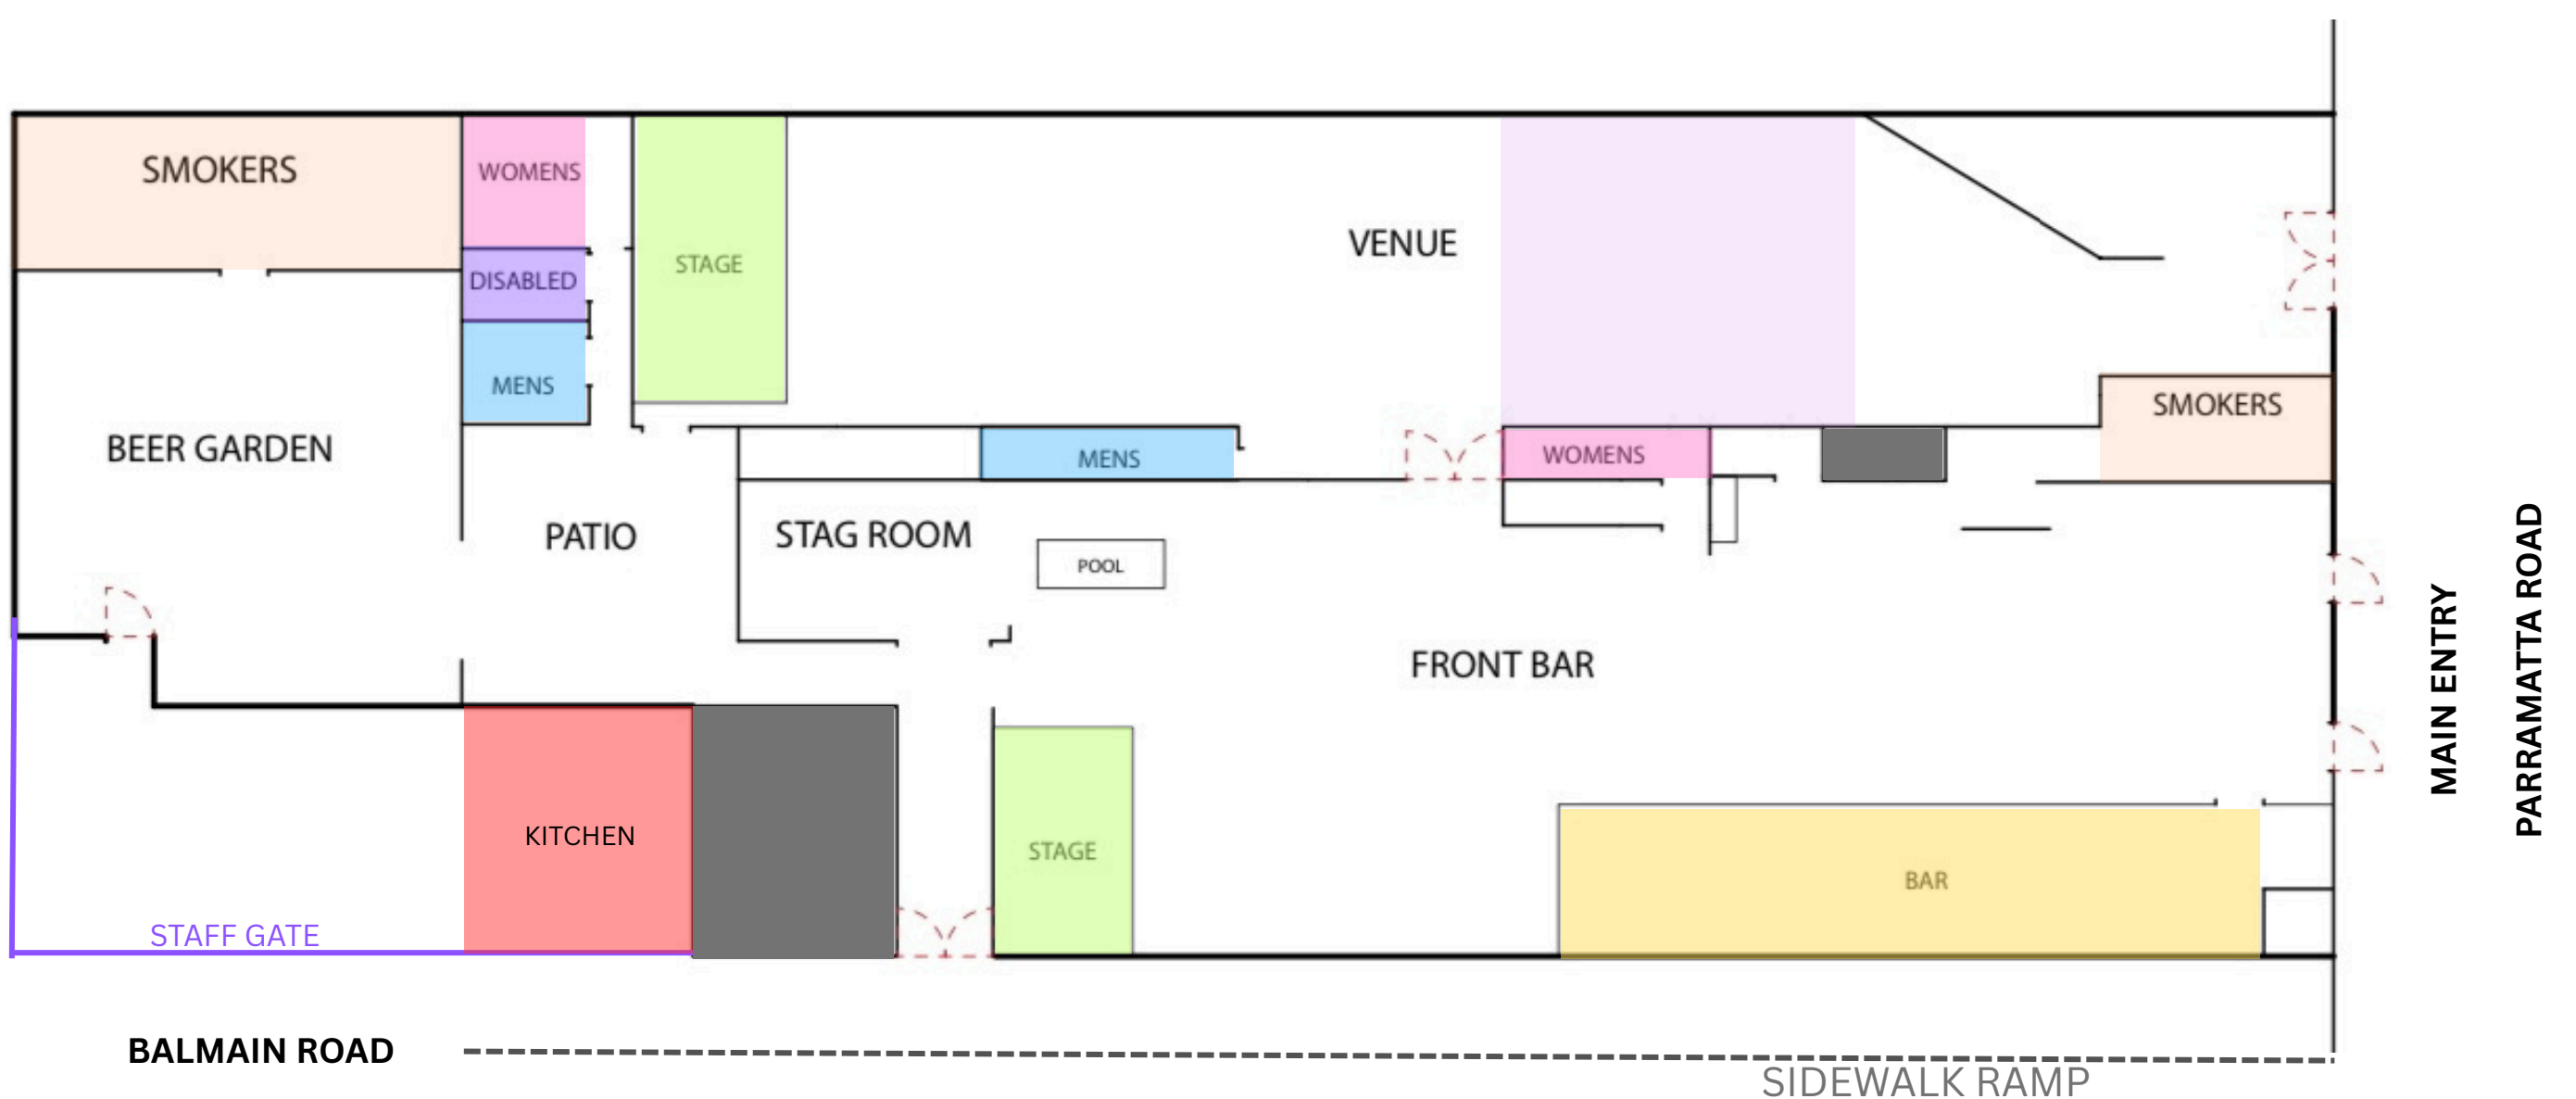 SMOKERS
WOMENS
DISABLED
MENS
STAGE
VENUE
SMOKERS
BEER GARDEN
PATIO
MENS
WOMENS
STAG ROOM
POOL
FRONT BAR
MAIN ENTRY
PARRAMATTA ROAD
KITCHEN
STAGE
BAR
STAFF GATE
BALMAIN ROAD
SIDEWALK RAMP